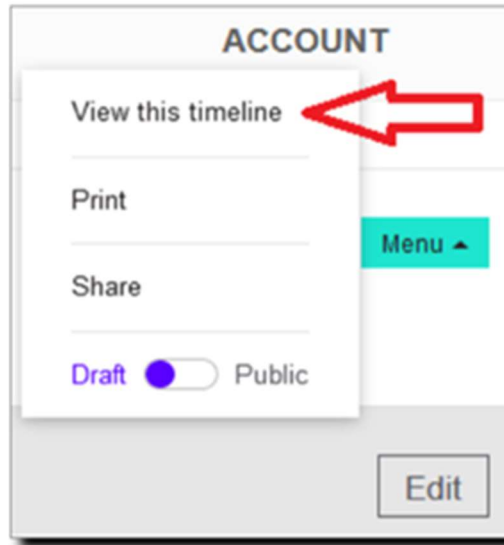 ACCOUNT
View this timeline
Print
Menu
Share
Draft Public
Edit